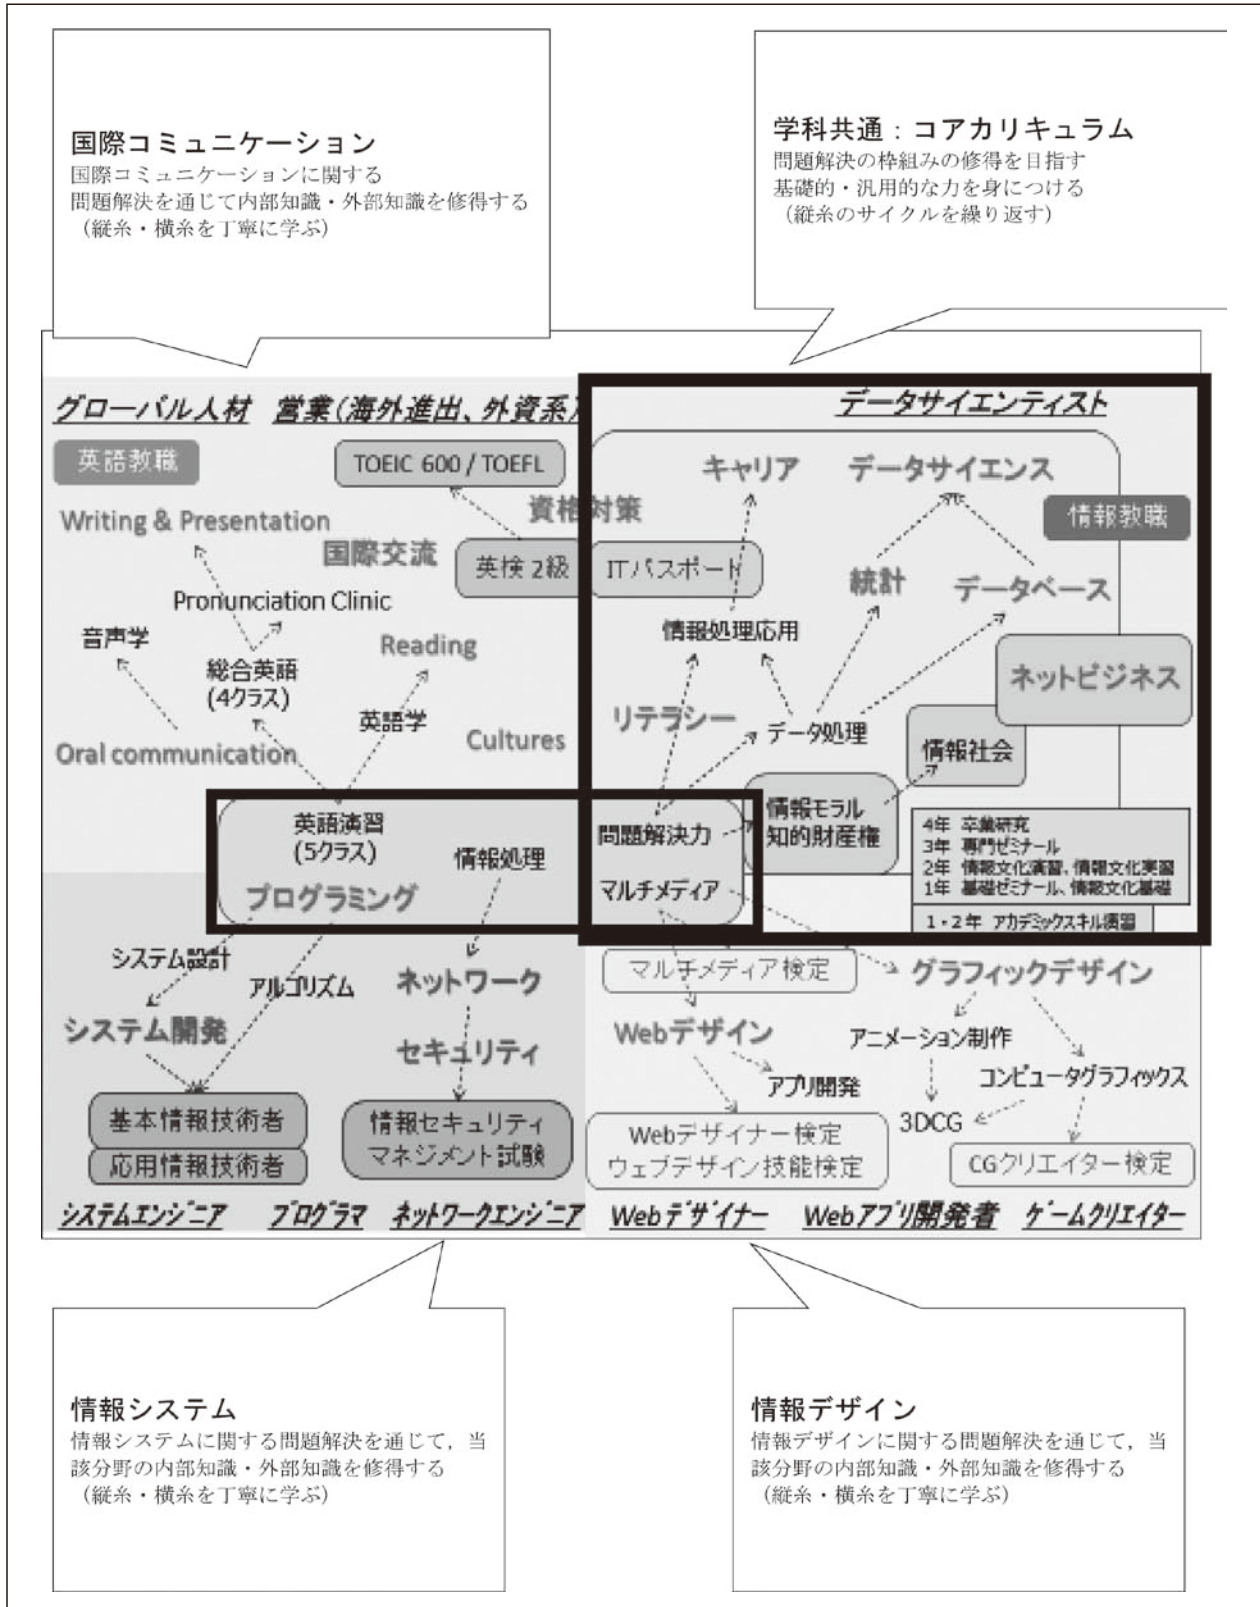 国際コミュニケーション
国際コミュニケーションに関する
問題解決を通じて内部知識・外部知識を修得する
（縦糸・横糸を丁寧に学ぶ）
学科共通：コアカリキュラム
問題解決の枠組みの修得を目指す
基礎的・汎用的な力を身につける
（縦糸のサイクルを繰り返す）
グローバル人材
営業（海外進出、外資系）
データサイエンティスト
英語教職
TOEIC 600 / TOEFL
キャリア
データサイエンス
Writing & Presentation
資格対策
情報教職
国際交流
英検 2級
ITパスポート
統計
データベース
Pronunciation Clinic
音声学
Reading
情報処理応用
総合英語
(4クラス)
ネットビジネス
英語学
リテラシー
データ処理
Oral communication
Cultures
情報社会
英語演習
(5クラス)
情報処理
問題解決力
情報モラル
知的財産権
4年 卒業研究
3年 専門ゼミナール
2年 情報文化演習、情報文化実習
1年 基礎ゼミナール、情報文化基礎
1・2年 アカデミックスキル演習
プログラミング
マルチメディア
システム設計
アルゴリズム
ネットワーク
マルチメディア検定
グラフィックデザイン
システム開発
セキュリティ
Webデザイン
アニメーション制作
アプリ開発
コンピュータグラフィックス
基本情報技術者
応用情報技術者
情報セキュリティ
マネジメント試験
Webデザイナー検定
ウェブデザイン技能検定
3DCG
CGクリエイター検定
システムエンジニア
プログラマ
ネットワークエンジニア
Webデザイナー
Webアプリ開発者
ゲームクリエイター
情報システム
情報システムに関する問題解決を通じて，当
該分野の内部知識・外部知識を修得する
（縦糸・横糸を丁寧に学ぶ）
情報デザイン
情報デザインに関する問題解決を通じて，当
該分野の内部知識・外部知識を修得する
（縦糸・横糸を丁寧に学ぶ）